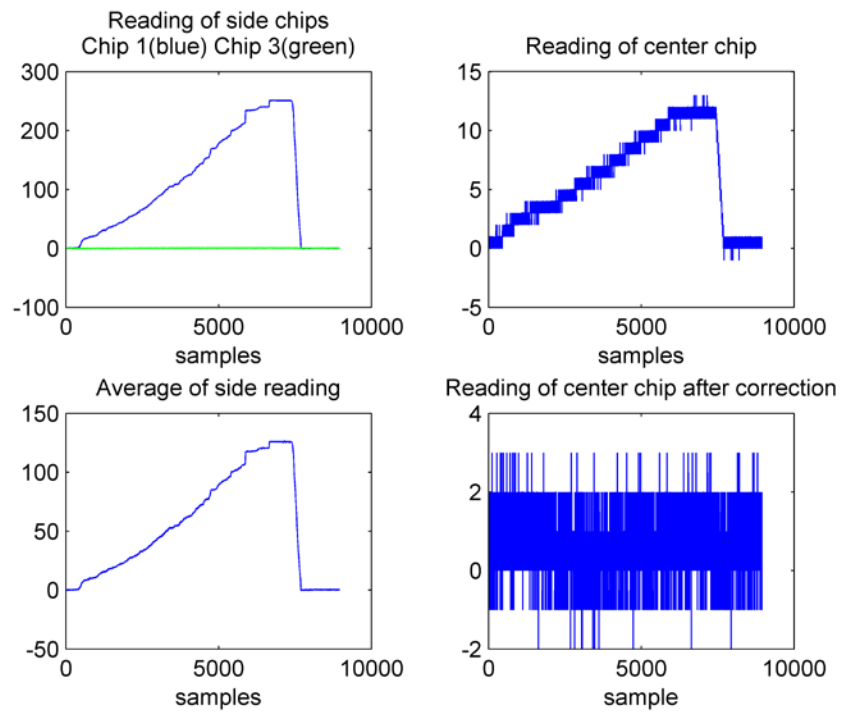 Reading of side chips
Chip 1(blue) Chip 3(green)
300
200
100
0
-100
0 5000 10000
samples
Reading of center chip
15
10
5
0
-5
0 5000 10000
samples
Average of side reading
150
100
50
0
-50
0 5000 10000
samples
Reading of center chip after correction
4
2
0
-2
0 5000 10000
sample